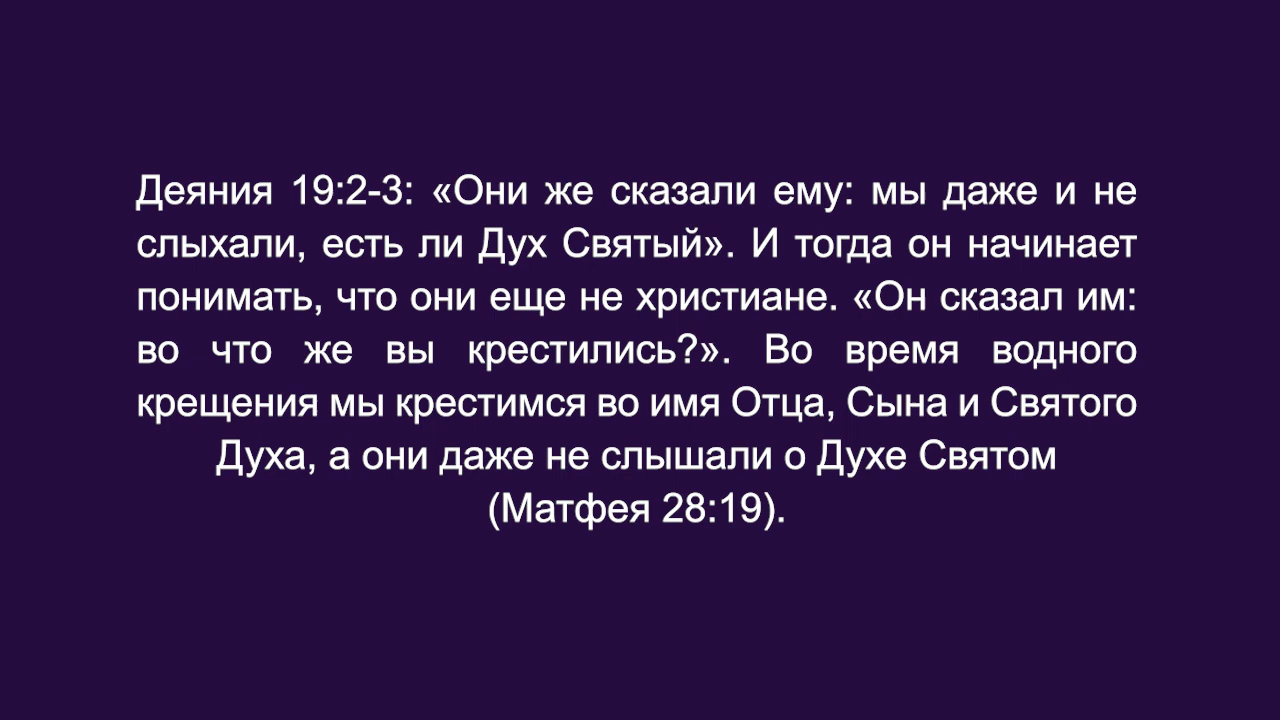 Деяния 19:2-3: «Они же сказали ему: мы даже и не
слыхали, есть ли Дух Святый». И тогда он начинает
понимать, что они еще не христиане. «Он сказал им:
во что же вы крестились?». Во время водного
крещения мы крестимся во имя Отца, Сына и Святого
Духа, а они даже не слышали о Духе Святом
(Матфея 28:19).